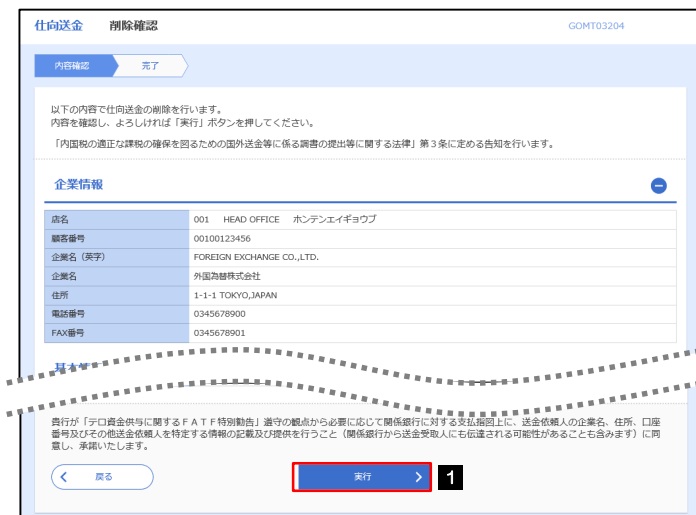 仕向送金 削除確認 GOMT03204
内容確認 完了
以下の内容で仕向送金の削除を行います。
内容を確認し、よろしければ「実行」ボタンを押してください。
「内国税の適正な課税の確保を図るための国外送金等に係る調書の提出等に関する法律」第３条に定める告知を行います。
企業情報
店名 001 HEAD OFFICE ホンテンエイギョウブ
顧客番号 00100123456
企業名（英字） FOREIGN EXCHANGE CO.,LTD.
企業名 外国為替株式会社
住所 1-1-1 TOKYO,JAPAN
電話番号 0345678900
FAX番号 0345678901
貴行が「テロ資金供与に関するＦＡＴＦ特別勧告」遵守の観点から必要に応じて関係銀行に対する支払指図上に、送金依頼人の企業名、住所、口座
番号及びその他送金依頼人を特定する情報の記載及び提供を行うこと（関係銀行から送金受取人にも伝達される可能性があることも含みます）に同
意し、承諾いたします。
戻る 実行 1